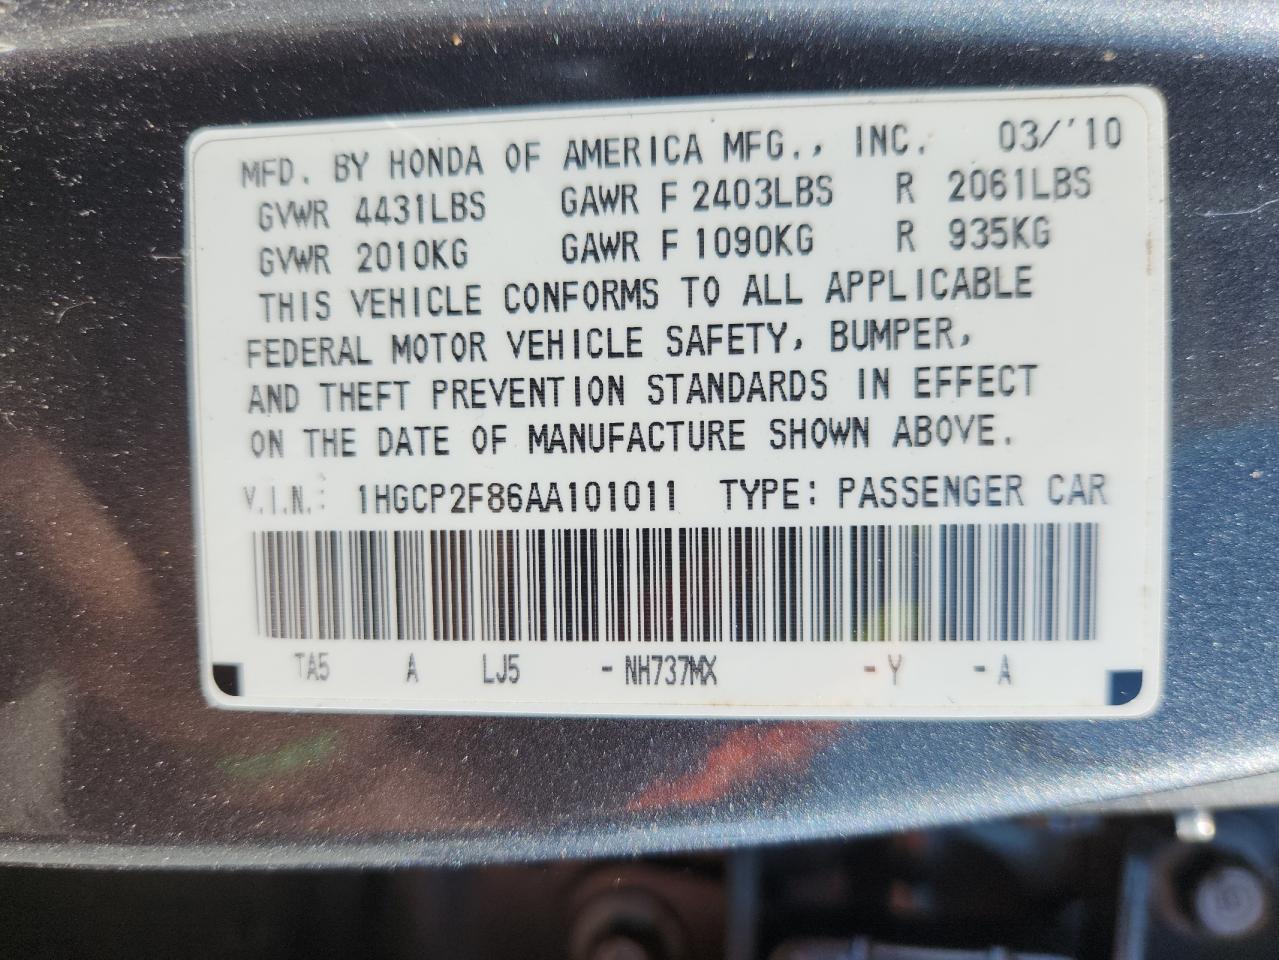 MFD. BY HONDA OF AMERICA MFG., INC. 03/'10
GVWR 4431LBS GAWR F 2403LBS R 2061LBS
GVWR 2010KG GAWR F 1090KG R 935KG
THIS VEHICLE CONFORMS TO ALL APPLICABLE
FEDERAL MOTOR VEHICLE SAFETY, BUMPER,
AND THEFT PREVENTION STANDARDS IN EFFECT
ON THE DATE OF MANUFACTURE SHOWN ABOVE.
V.I.N.: 1HGCP2F86AA101011 TYPE: PASSENGER CAR
TA5 A LJ5 -NH737MX -Y -A